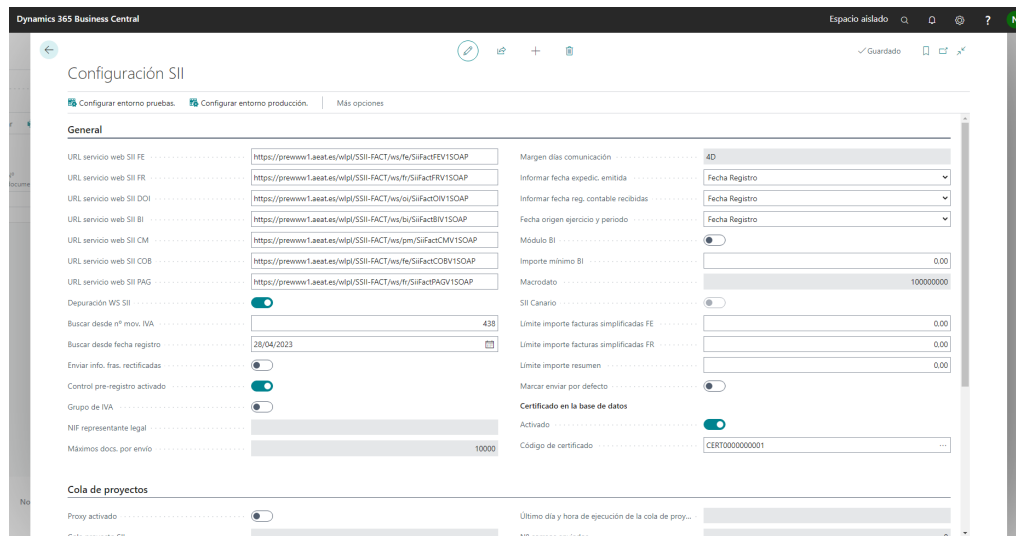 Dynamics 365 Business Central
Espacio aislado
?
N
Guardado
Configuración SII
Configurar entorno pruebas.
Configurar entorno producción.
Más opciones
General
URL servicio web SII FE
https://prewww1.aeat.es/wlpl/SSII-FACT/ws/fe/SiiFactFEV1SOAP
URL servicio web SII FR
https://prewww1.aeat.es/wlpl/SSII-FACT/ws/fr/SiiFactFRV1SOAP
URL servicio web SII DOI
https://prewww1.aeat.es/wlpl/SSII-FACT/ws/oi/SiiFactOIV1SOAP
URL servicio web SII BI
https://prewww1.aeat.es/wlpl/SSII-FACT/ws/bi/SiiFactBIV1SOAP
URL servicio web SII CM
https://prewww1.aeat.es/wlpl/SSII-FACT/ws/pm/SiiFactCMV1SOAP
URL servicio web SII COB
https://prewww1.aeat.es/wlpl/SSII-FACT/ws/fe/SiiFactCOBV1SOAP
URL servicio web SII PAG
https://prewww1.aeat.es/wlpl/SSII-FACT/ws/fr/SiiFactPAGV1SOAP
Depuración WS SII
Buscar desde nº mov. IVA
438
Buscar desde fecha registro
28/04/2023
Enviar info. fras. rectificadas
Control pre-registro activado
Grupo de IVA
NIF representante legal
Máximos docs. por envío
10000
Margen días comunicación
4D
Informar fecha expedic. emitida
Fecha Registro
Informar fecha reg. contable recibidas
Fecha Registro
Fecha origen ejercicio y periodo
Fecha Registro
Módulo BI
Importe mínimo BI
0,00
Macrodato
100000000
SII Canario
Límite importe facturas simplificadas FE
0,00
Límite importe facturas simplificadas FR
0,00
Límite importe resumen
0,00
Marcar enviar por defecto
Certificado en la base de datos
Activado
Código de certificado
CERT0000000001
Cola de proyectos
Proxy activado
Último día y hora de ejecución de la cola de proy...
No